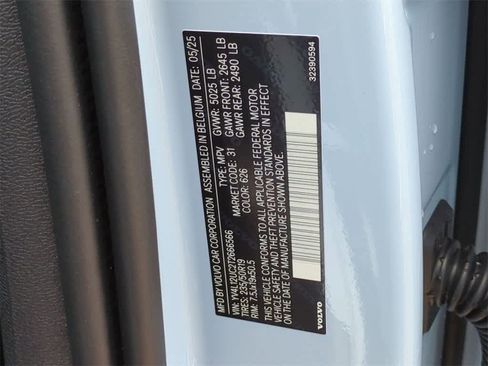 MFD BY VOLVO CAR CORPORATION ASSEMBLED IN BELGIUM DATE: 05/25
VIN: YV4L12UC2T2666566 TYPE: MPV GVWR: 5025 LB
TIRES: 235/50R19 MARKET CODE: 31 GAWR FRONT: 2645 LB
RIM: 7.5Jx19x50.5 COLOR: 626 GAWR REAR: 2490 LB
THIS VEHICLE CONFORMS TO ALL APPLICABLE FEDERAL MOTOR
VEHICLE SAFETY AND THEFT PREVENTION STANDARDS IN EFFECT
ON THE DATE OF MANUFACTURE SHOWN ABOVE.
VOLVO 32390594